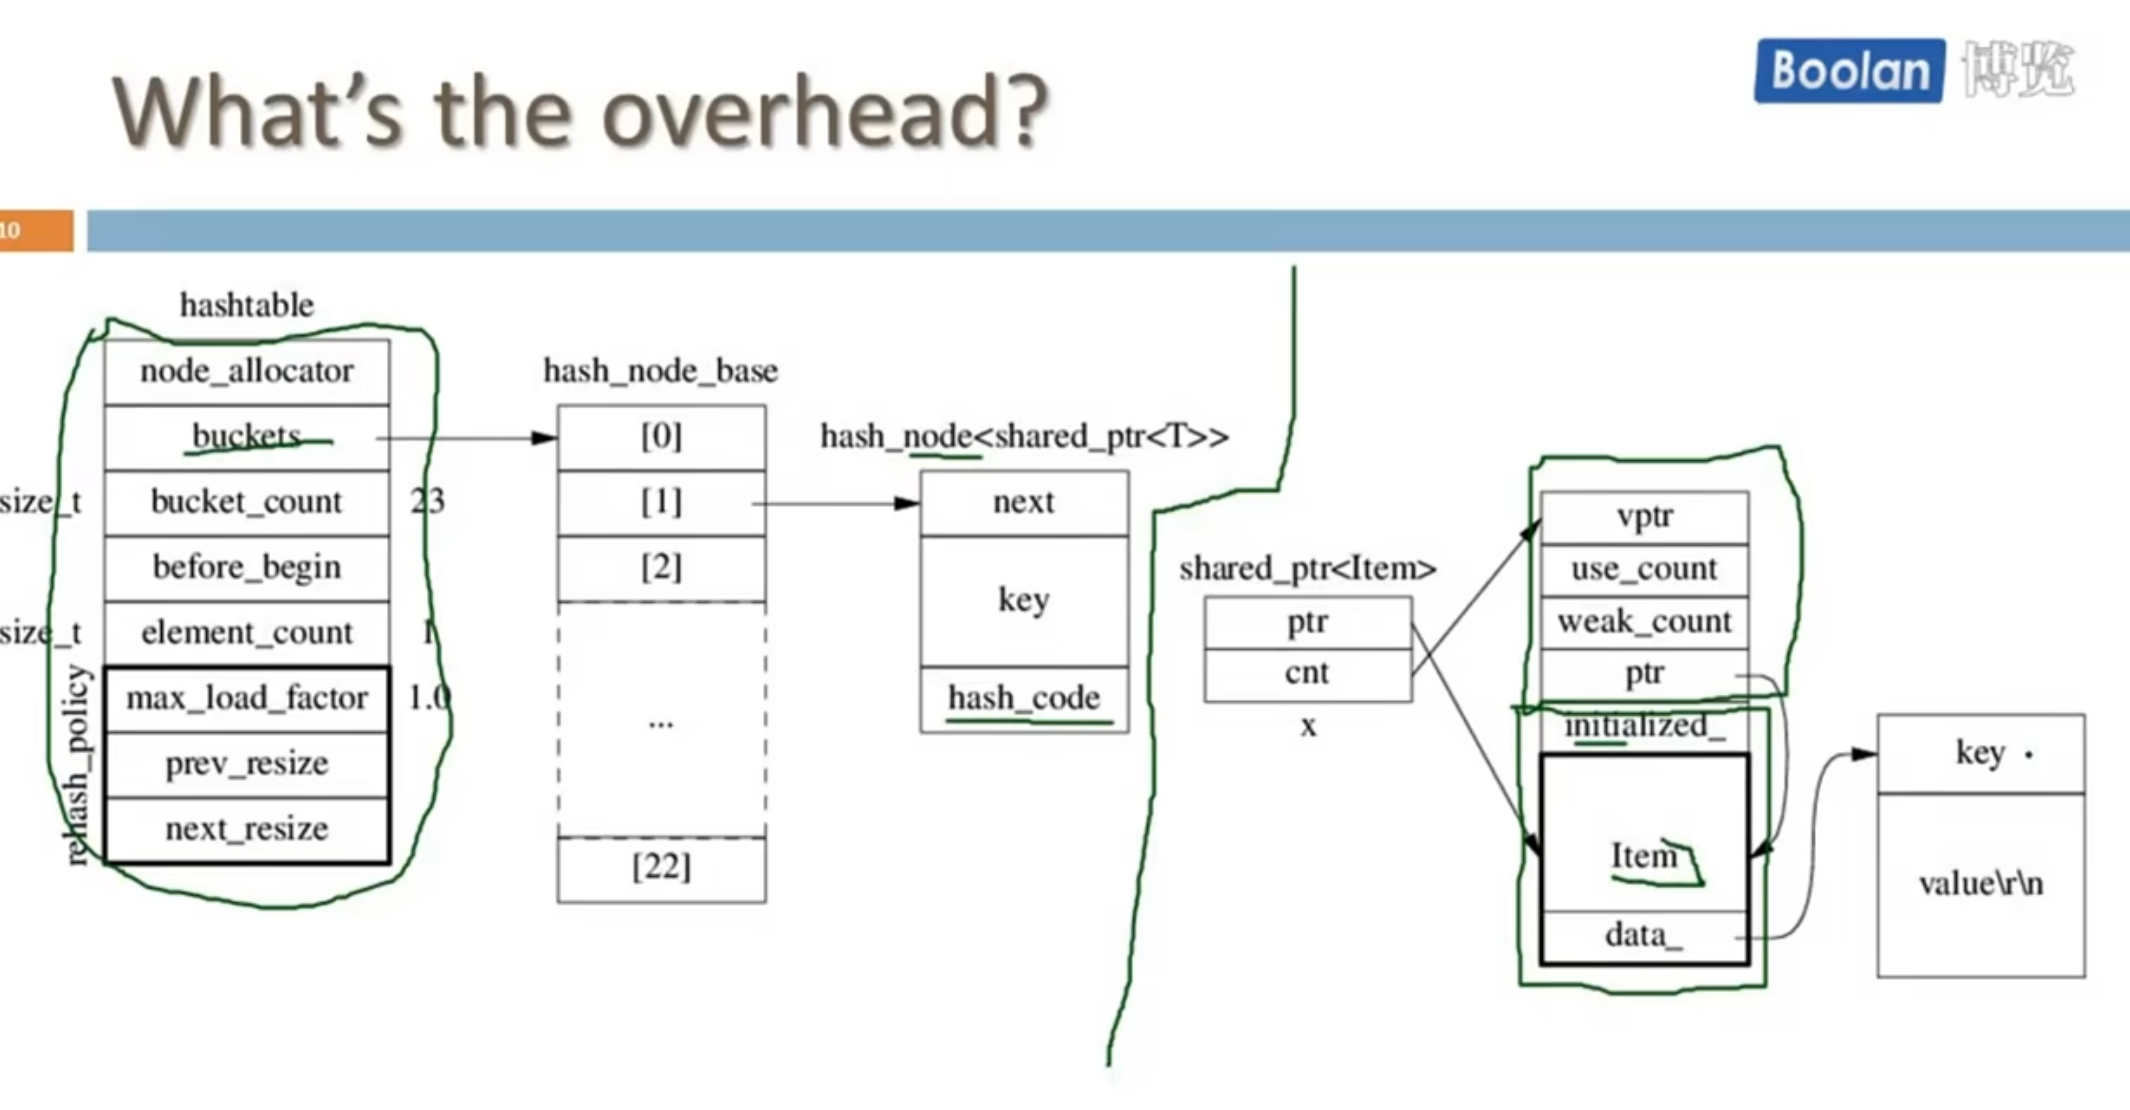 What's the overhead?
Boolan 博览
10
hashtable
node_allocator
buckets
size_t bucket_count 23
before_begin
size_t element_count 1
rehash_policy
max_load_factor 1.0
prev_resize
next_resize
hash_node_base
[0]
[1]
[2]
...
[22]
hash_node<shared_ptr<T>>
next
key
hash_code
shared_ptr<Item>
ptr
cnt
x
vptr
use_count
weak_count
ptr
initialized_
Item
data_
key
value\r\n